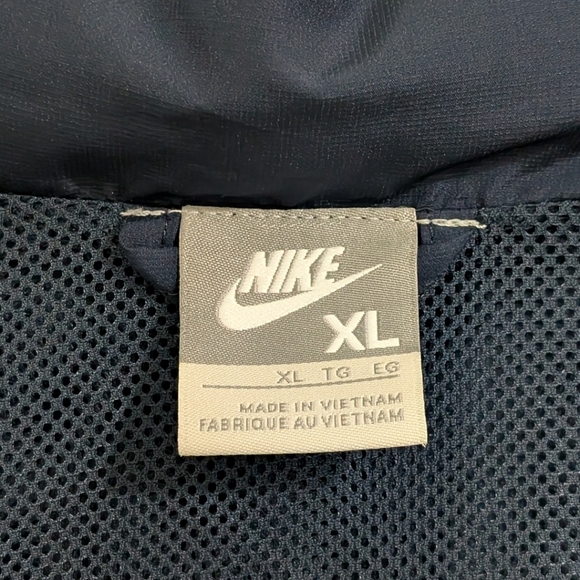 NIKE
XL
XL TG EG
MADE IN VIETNAM
FABRIQUE AU VIETNAM